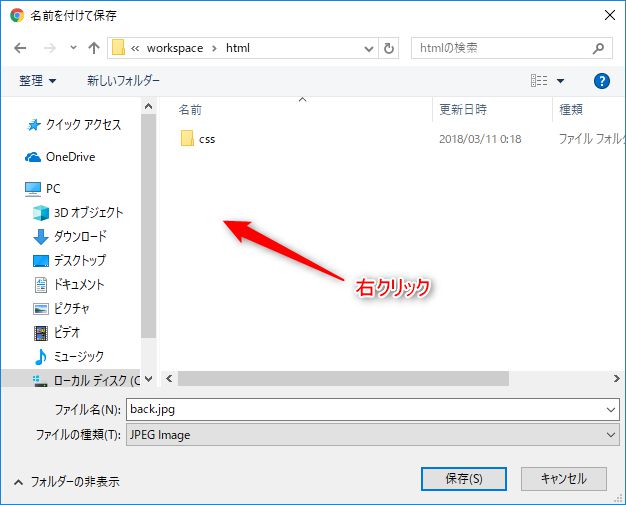 名前を付けて保存
« workspace > html
htmlの検索
整理 新しいフォルダー ?
名前 更新日時 種類
css 2018/03/11 0:18 ファイル フォル
クイック アクセス
OneDrive
PC
3D オブジェクト
ダウンロード
デスクトップ
ドキュメント
ピクチャ
ビデオ
ミュージック
ローカル ディスク (C
右クリック
ファイル名(N): back.jpg
ファイルの種類(T): JPEG Image
フォルダーの非表示 保存(S) キャンセル